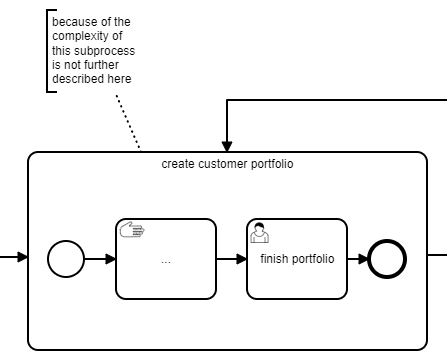 because of the
complexity of
this subprocess
is not further
described here
create customer portfolio
...
finish portfolio